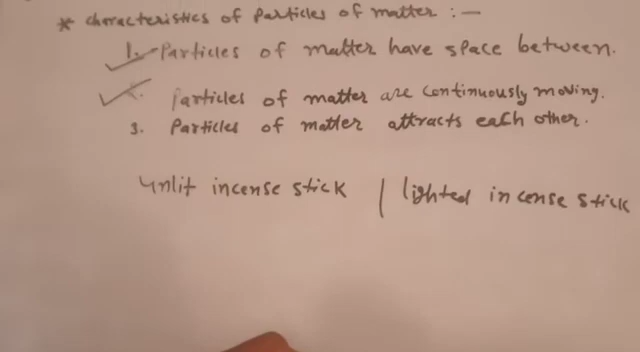 * Characteristics of Particles of matter :-
1. Particles of matter have space between.
Particles of matter are continuously moving.
3. Particles of matter attracts each other.
unlit incense stick | lighted incense stick